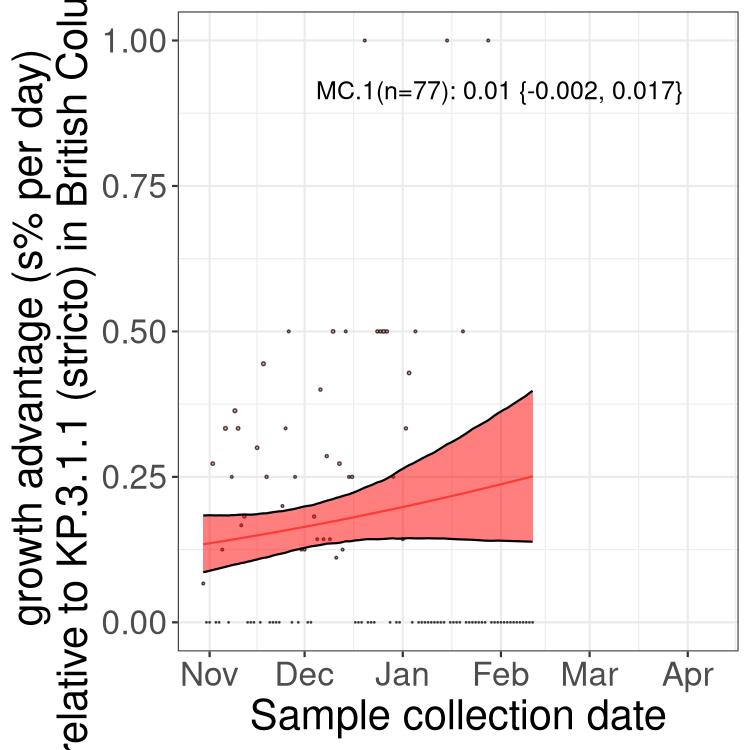 growth advantage (s% per day)
relative to KP.3.1.1 (stricto) in British Colu
1.00
0.75
0.50
0.25
0.00
MC.1(n=77): 0.01 {-0.002, 0.017}
Nov Dec Jan Feb Mar Apr
Sample collection date